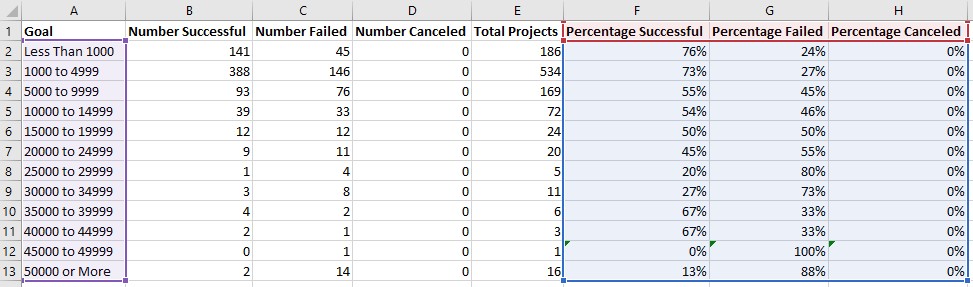 A B C D E F G H
1 Goal Number Successful Number Failed Number Canceled Total Projects Percentage Successful Percentage Failed Percentage Canceled
2 Less Than 1000 141 45 0 186 76% 24% 0%
3 1000 to 4999 388 146 0 534 73% 27% 0%
4 5000 to 9999 93 76 0 169 55% 45% 0%
5 10000 to 14999 39 33 0 72 54% 46% 0%
6 15000 to 19999 12 12 0 24 50% 50% 0%
7 20000 to 24999 9 11 0 20 45% 55% 0%
8 25000 to 29999 1 4 0 5 20% 80% 0%
9 30000 to 34999 3 8 0 11 27% 73% 0%
10 35000 to 39999 4 2 0 6 67% 33% 0%
11 40000 to 44999 2 1 0 3 67% 33% 0%
12 45000 to 49999 0 1 0 1 0% 100% 0%
13 50000 or More 2 14 0 16 13% 88% 0%